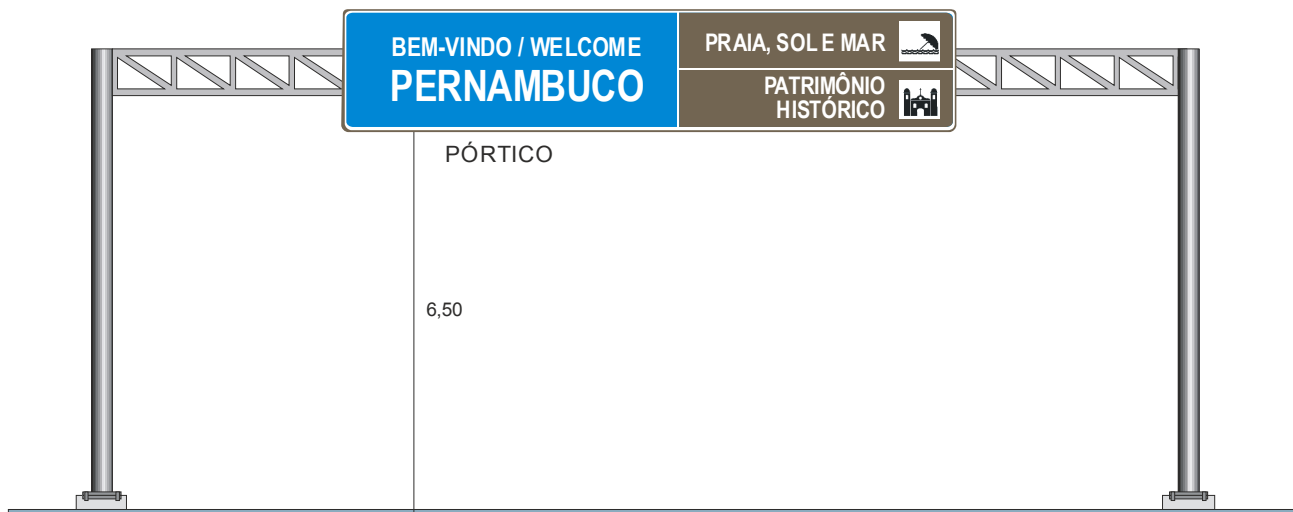 BEM-VINDO / WELCOME
PERNAMBUCO
PRAIA, SOL E MAR
PATRIMÔNIO
HISTÓRICO
PÓRTICO
6,50